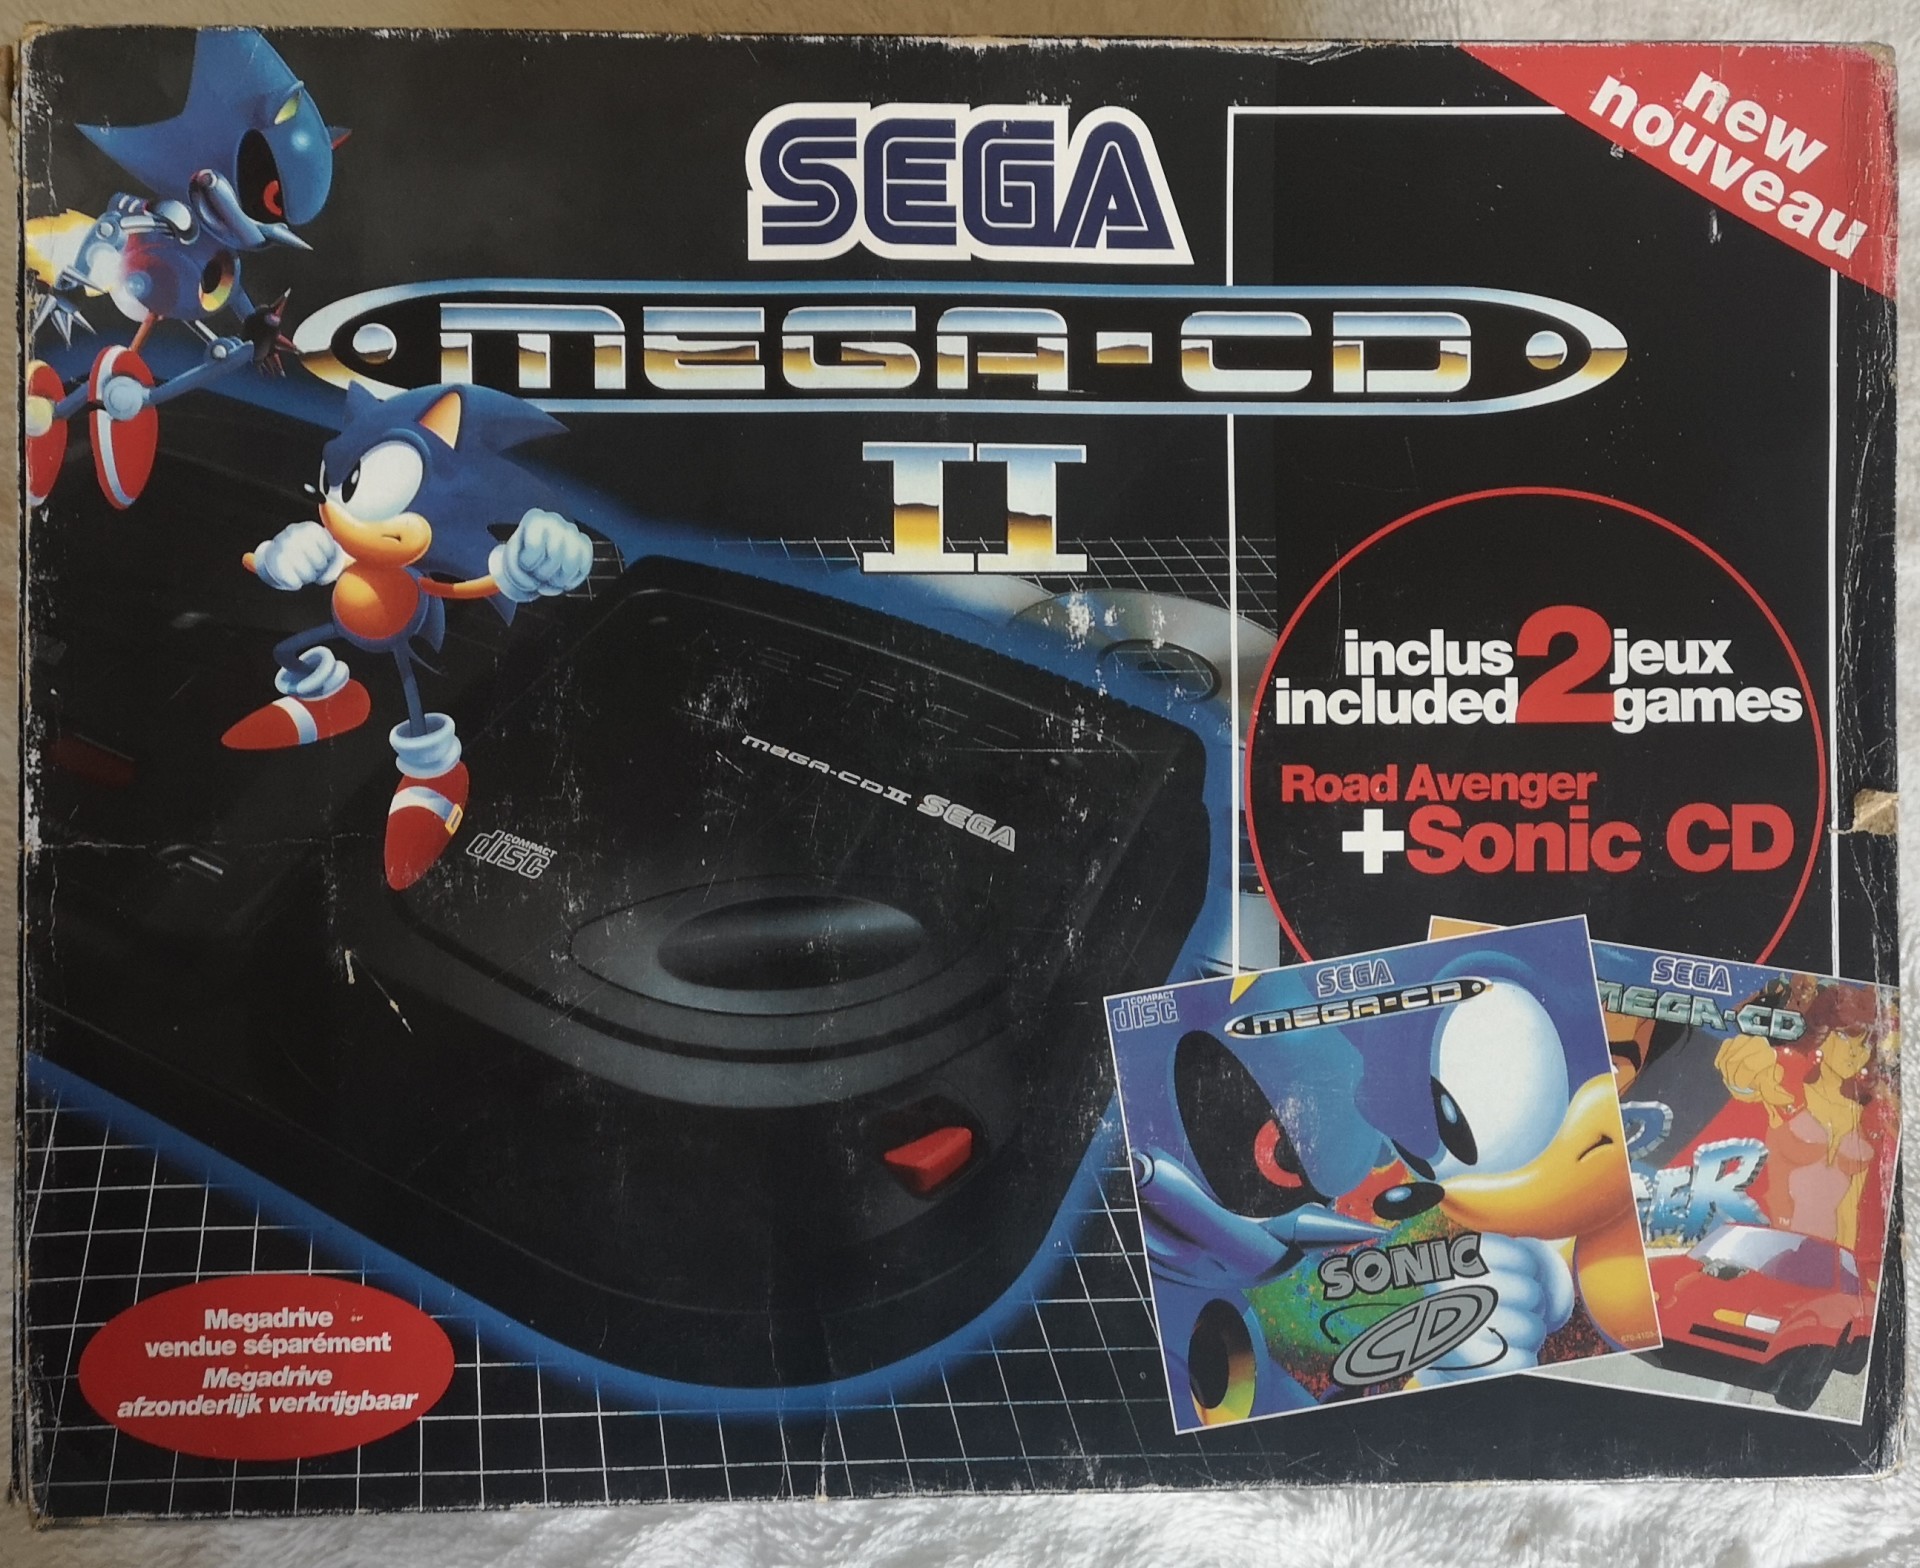 new
nouveau
SEGA
MEGA-CD
II
inclus 2 jeux
included games
Road Avenger
+Sonic CD
MEGA-CD II SEGA
COMPACT
disc
SEGA
MEGA-CD
COMPACT
disc
SONIC
CD
SEGA
MEGA-CD
Megadrive
vendue séparément
Megadrive
afzonderlijk verkrijgbaar